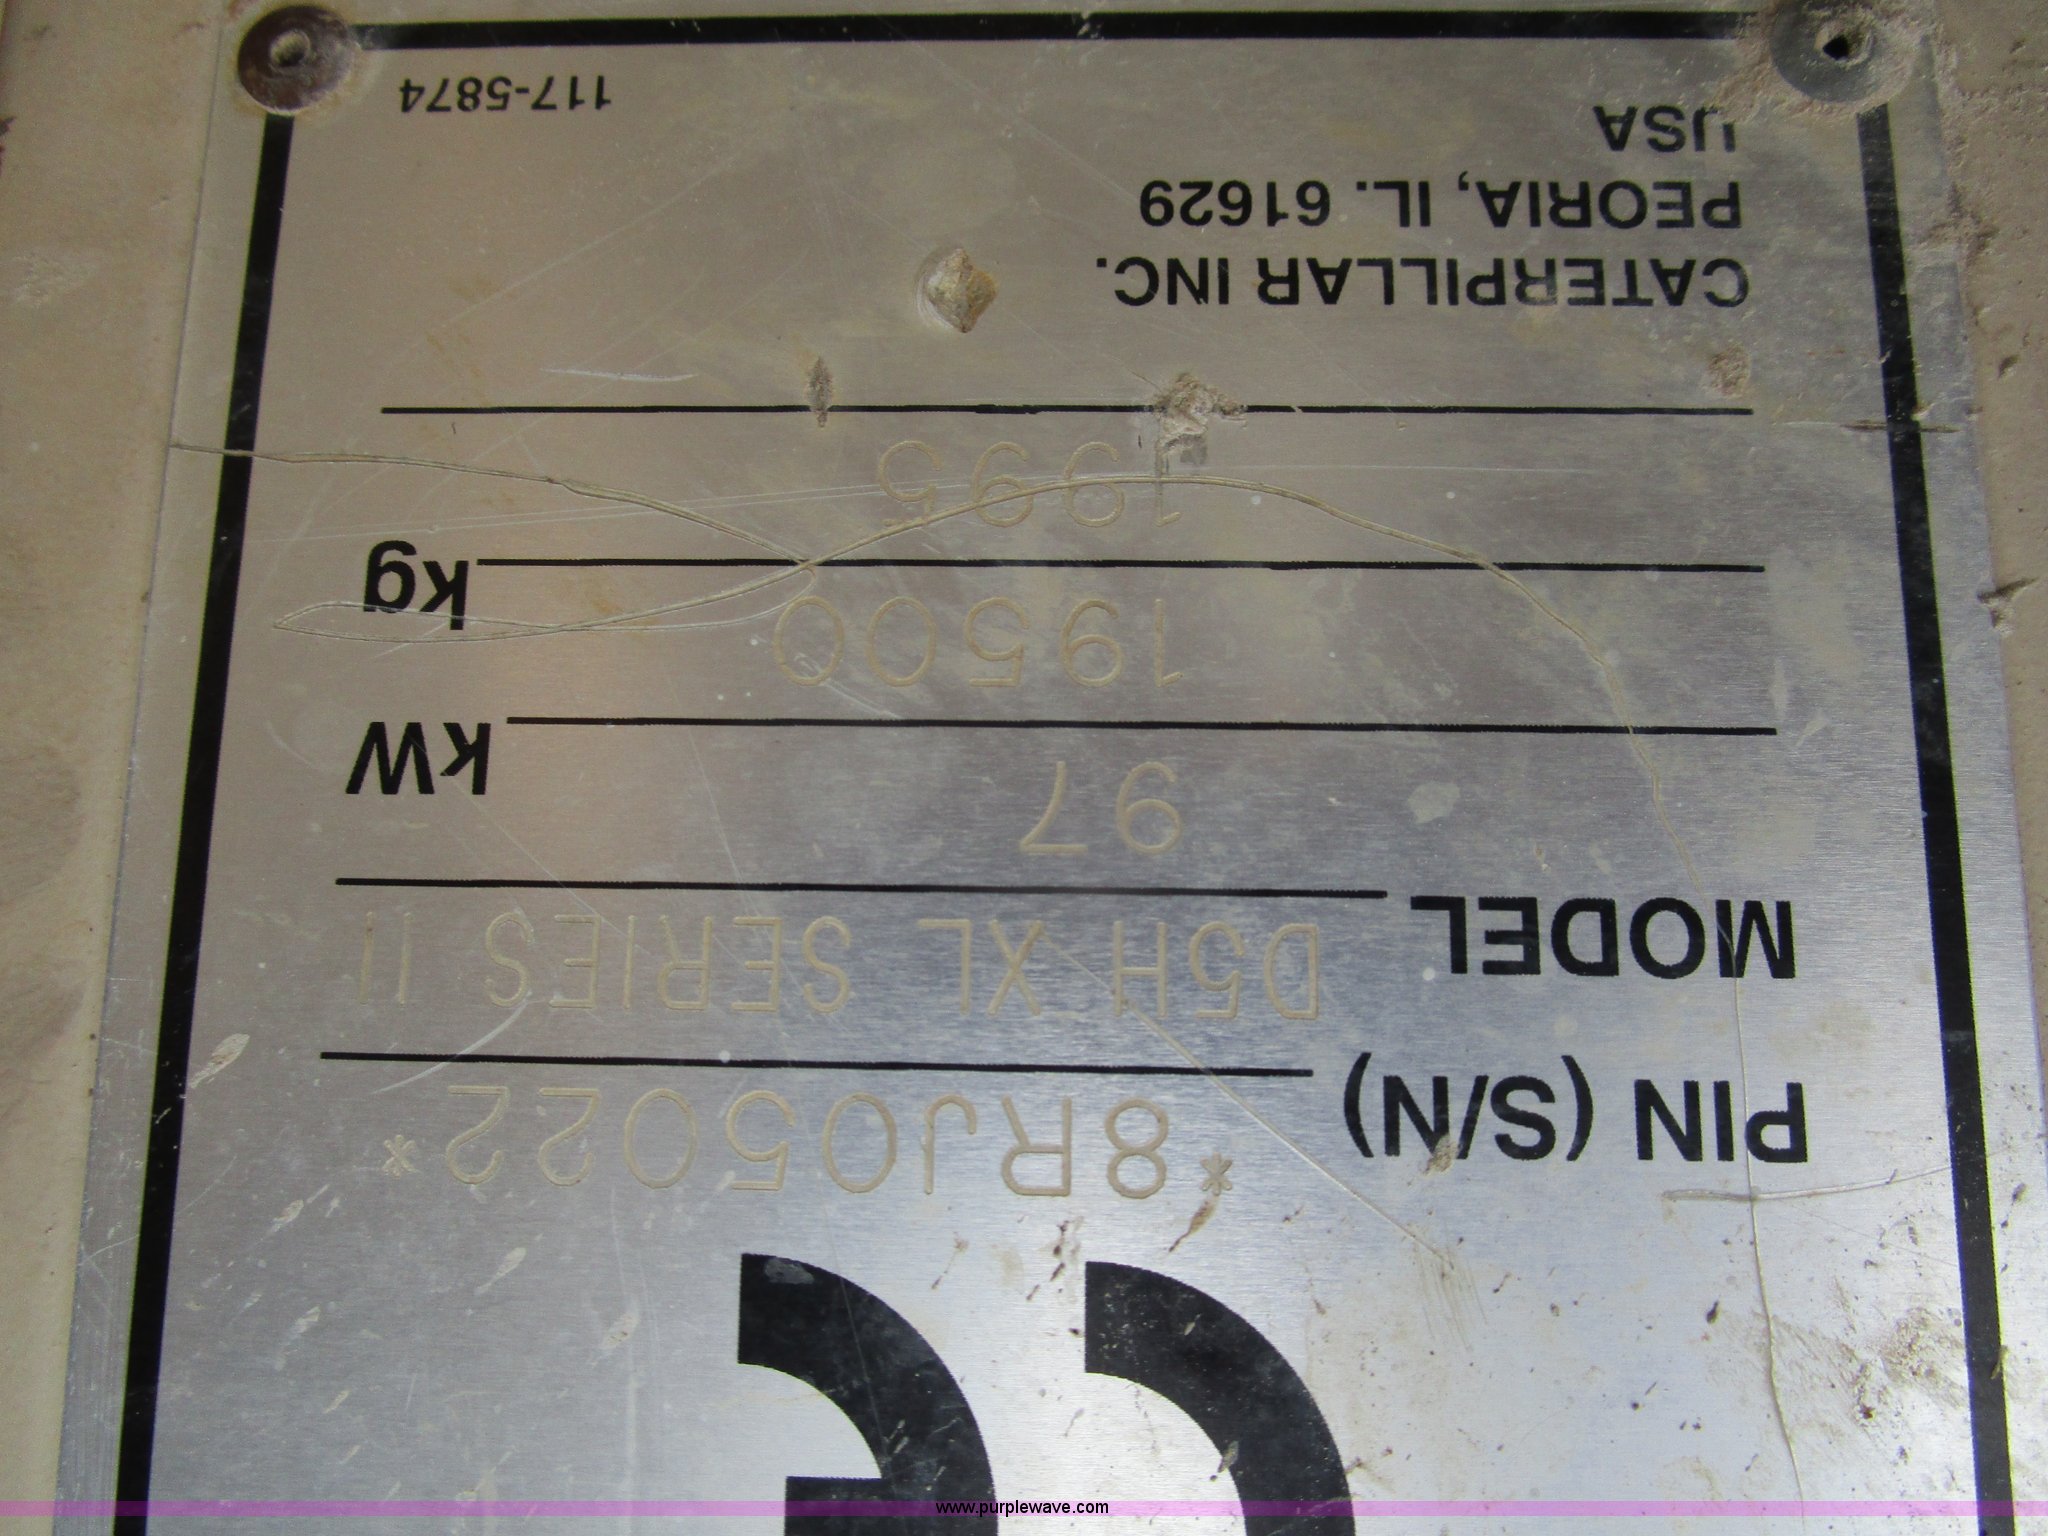 CE
PIN (S/N) *8RJ05022*
MODEL D5H XL SERIES II
97 kW
19500 kg
1995
CATERPILLAR INC.
PEORIA, IL. 61629
USA
117-5874
www.purplewave.com